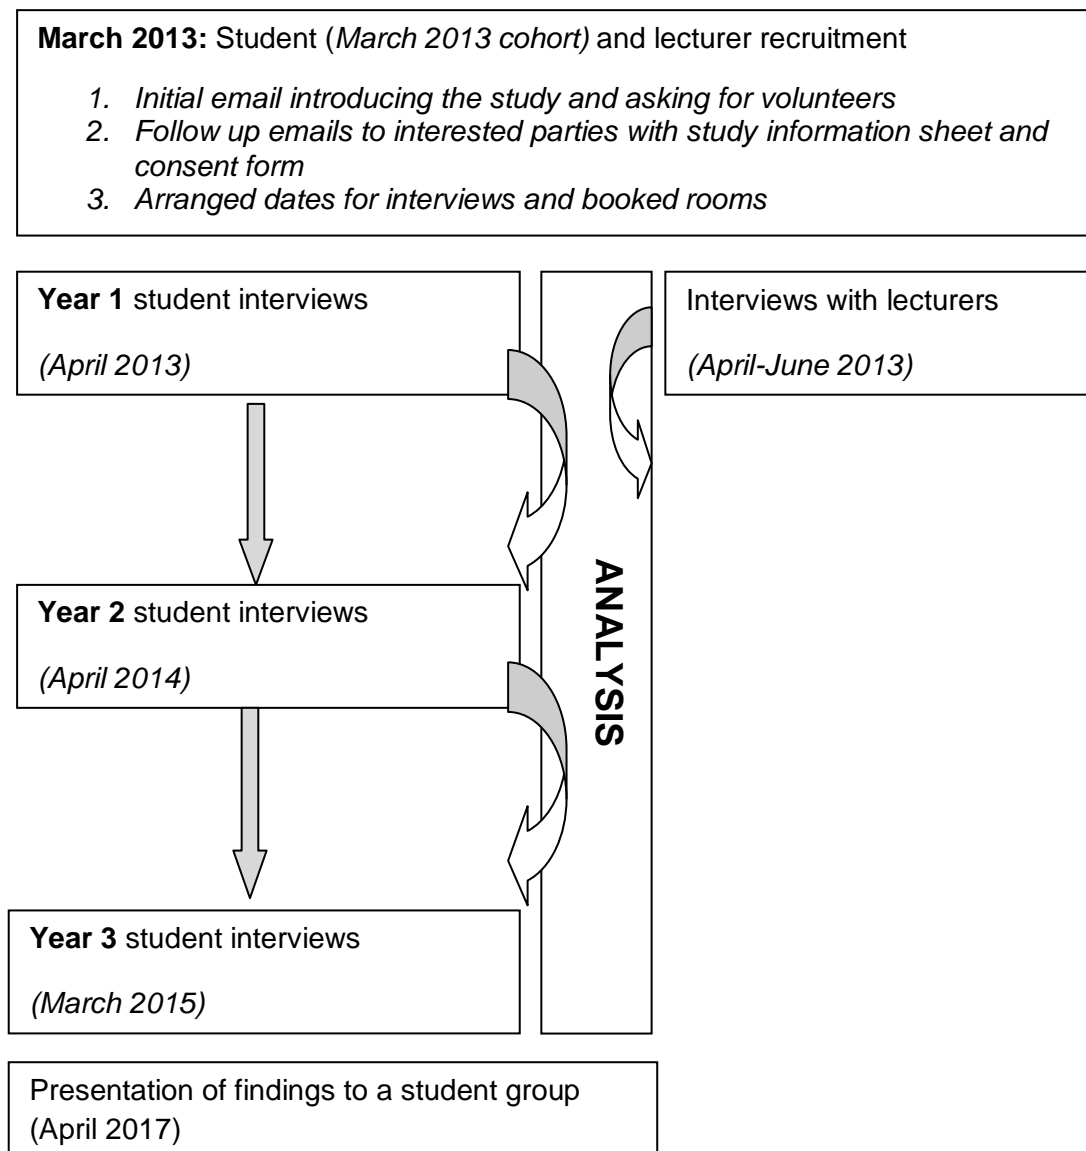 March 2013: Student (March 2013 cohort) and lecturer recruitment
1. Initial email introducing the study and asking for volunteers
2. Follow up emails to interested parties with study information sheet and
consent form
3. Arranged dates for interviews and booked rooms
Year 1 student interviews
(April 2013)
Interviews with lecturers
(April-June 2013)
ANALYSIS
Year 2 student interviews
(April 2014)
Year 3 student interviews
(March 2015)
Presentation of findings to a student group
(April 2017)